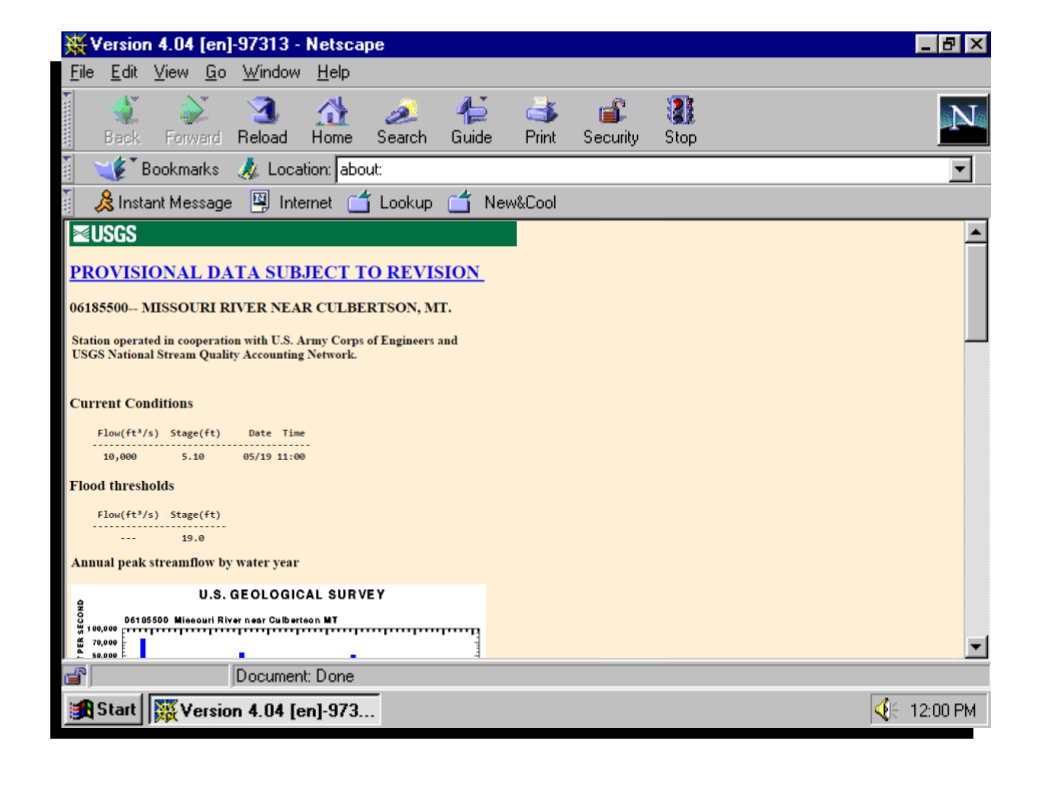 Version 4.04 [en]-97313 - Netscape
File Edit View Go Window Help
Back Forward Reload Home Search Guide Print Security Stop
N
Bookmarks Location: about:
Instant Message Internet Lookup New&Cool
USGS
PROVISIONAL DATA SUBJECT TO REVISION
06185500-- MISSOURI RIVER NEAR CULBERTSON, MT.
Station operated in cooperation with U.S. Army Corps of Engineers and
USGS National Stream Quality Accounting Network.
Current Conditions
Flow(ft³/s) Stage(ft) Date Time
10,000 5.10 05/19 11:00
Flood thresholds
Flow(ft³/s) Stage(ft)
--- 19.0
Annual peak streamflow by water year
U.S. GEOLOGICAL SURVEY
06185500 Missouri River near Culbertson MT
PER SECOND
100,000
70,000
50,000
Document: Done
Start Version 4.04 [en]-973... 12:00 PM